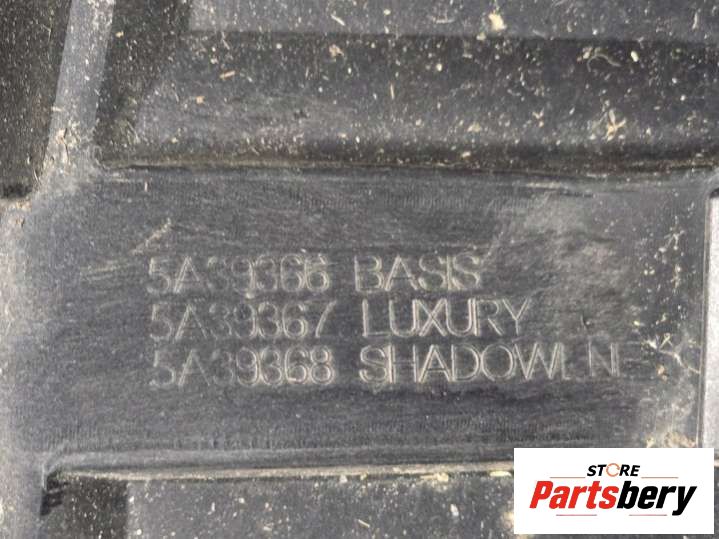 5A39366 BASIS
5A39367 LUXURY
5A39368 SHADOWLINE
STORE
Partsbery